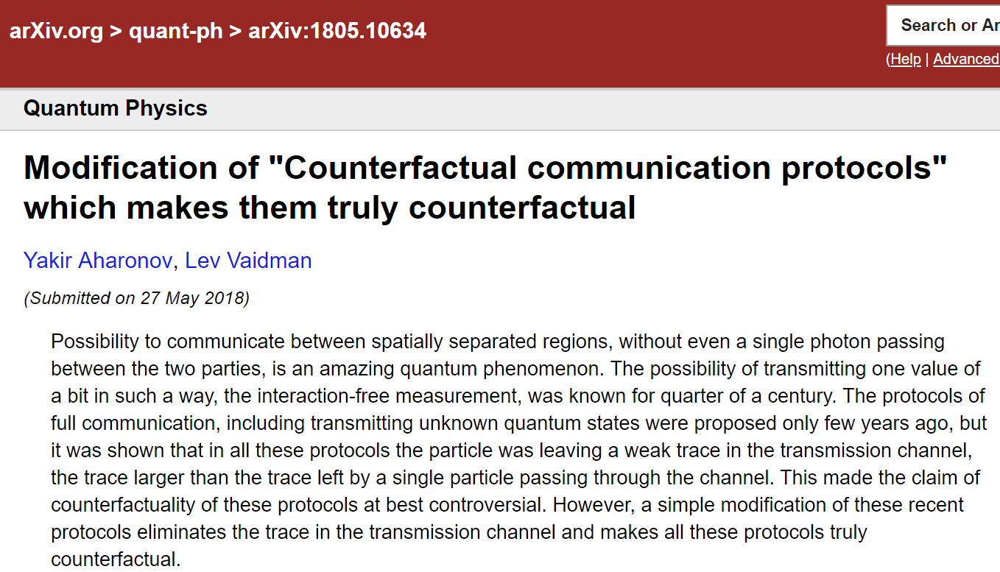 arXiv.org > quant-ph > arXiv:1805.10634
Search or Ar
(Help | Advanced
Quantum Physics
Modification of "Counterfactual communication protocols"
which makes them truly counterfactual
Yakir Aharonov, Lev Vaidman
(Submitted on 27 May 2018)
Possibility to communicate between spatially separated regions, without even a single photon passing
between the two parties, is an amazing quantum phenomenon. The possibility of transmitting one value of
a bit in such a way, the interaction-free measurement, was known for quarter of a century. The protocols of
full communication, including transmitting unknown quantum states were proposed only few years ago, but
it was shown that in all these protocols the particle was leaving a weak trace in the transmission channel,
the trace larger than the trace left by a single particle passing through the channel. This made the claim of
counterfactuality of these protocols at best controversial. However, a simple modification of these recent
protocols eliminates the trace in the transmission channel and makes all these protocols truly
counterfactual.